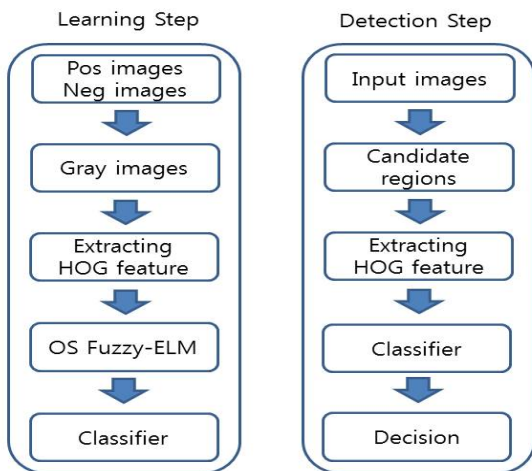 Learning Step
Pos images
Neg images
Gray images
Extracting
HOG feature
OS Fuzzy-ELM
Classifier
Detection Step
Input images
Candidate
regions
Extracting
HOG feature
Classifier
Decision